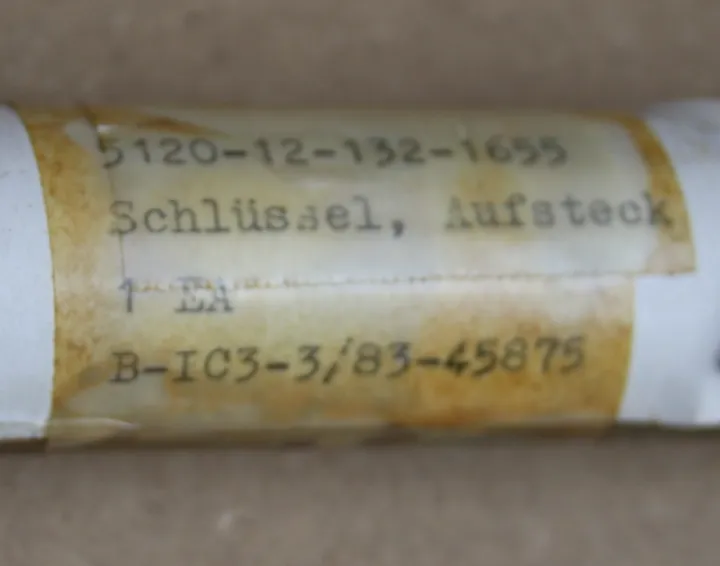 5120-12-132-1655
Schlüssel, Aufsteck
1 EA
B-IC3-3/83-45875